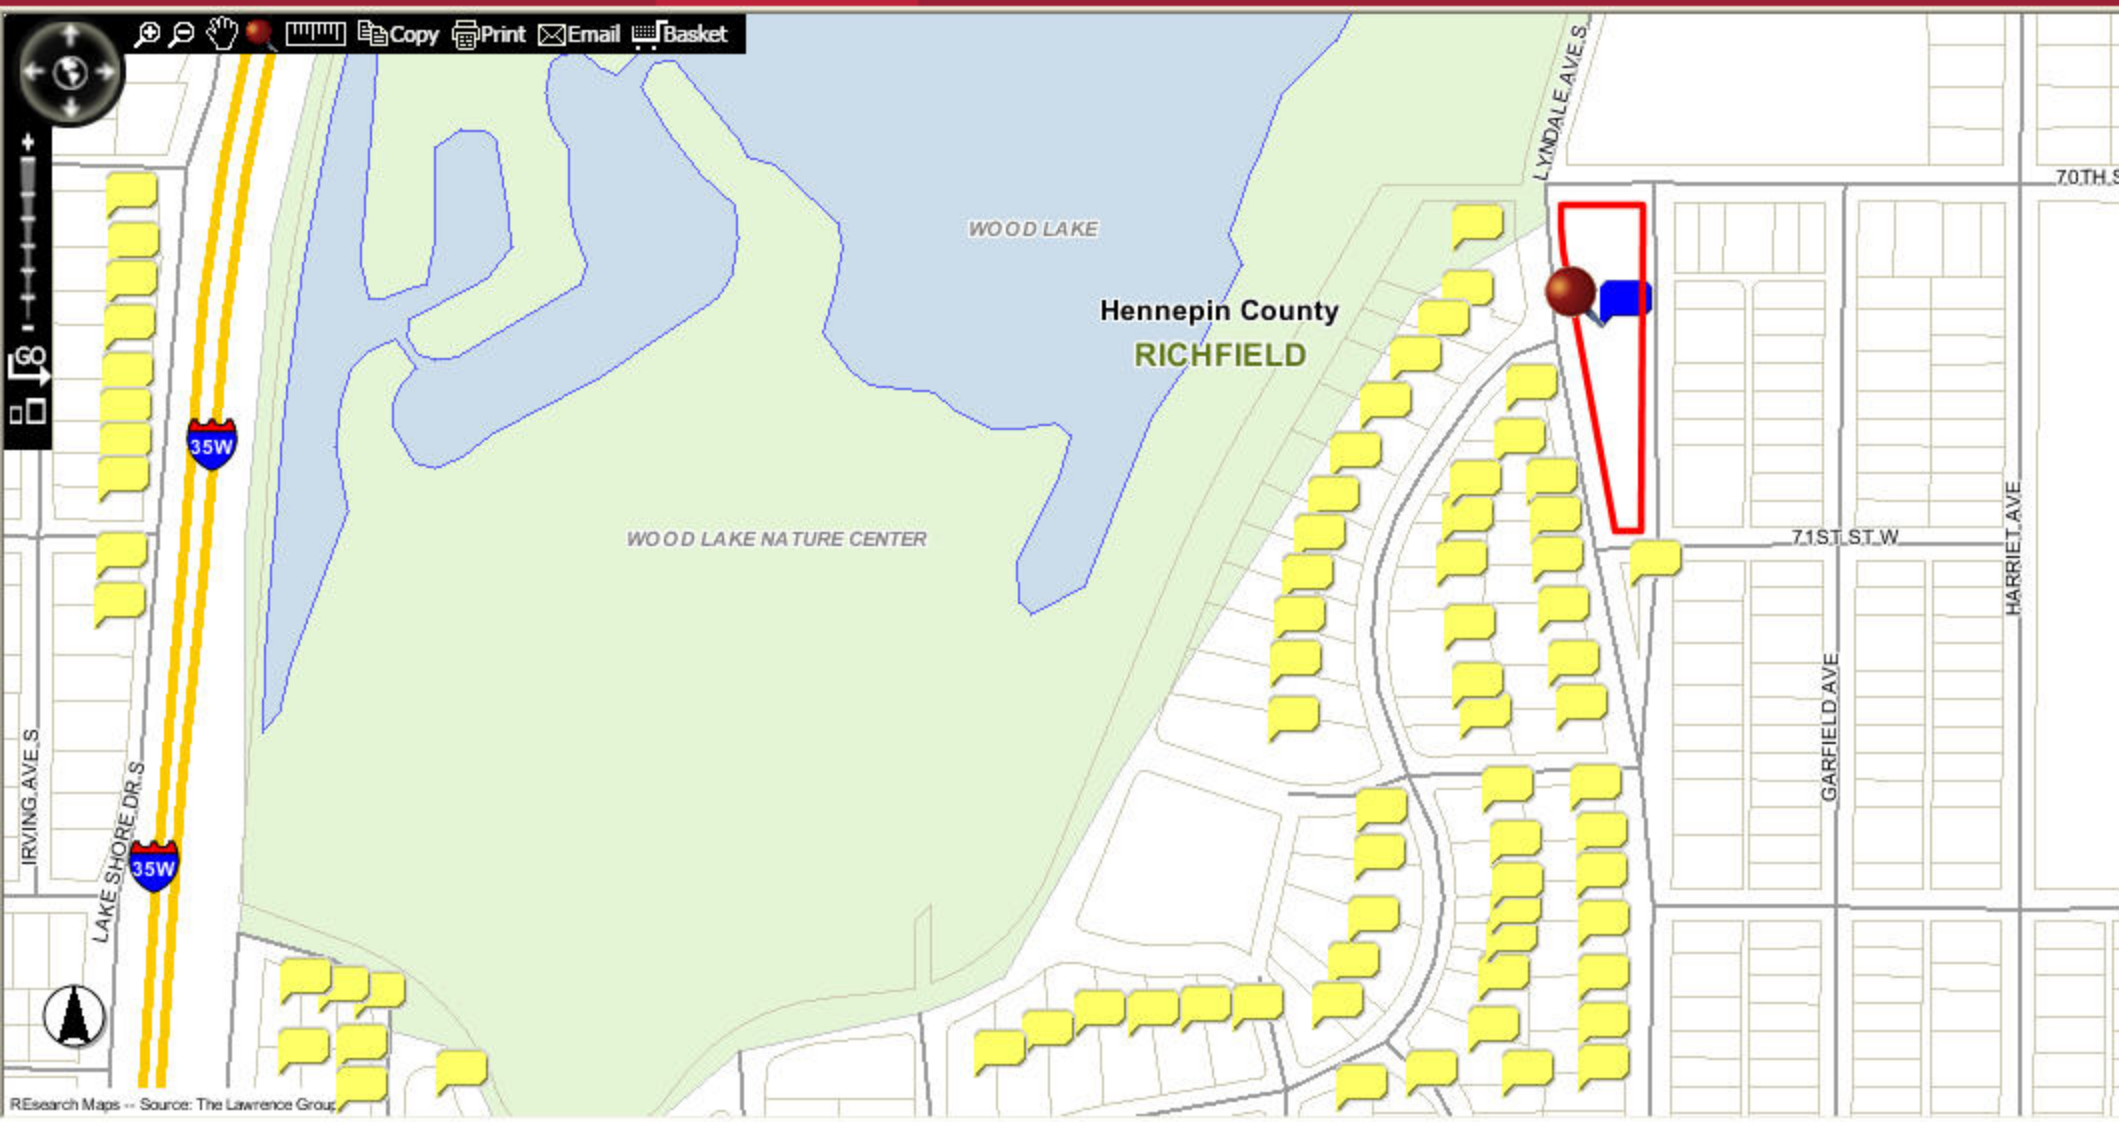 Copy Print Email Basket
GO
LYNDALE AVE S
70TH S
WOOD LAKE
Hennepin County
RICHFIELD
35W
WOOD LAKE NATURE CENTER
71ST ST W
HARRIET AVE
GARFIELD AVE
IRVING AVE S
LAKE SHORE DR S
35W
REsearch Maps -- Source: The Lawrence Group